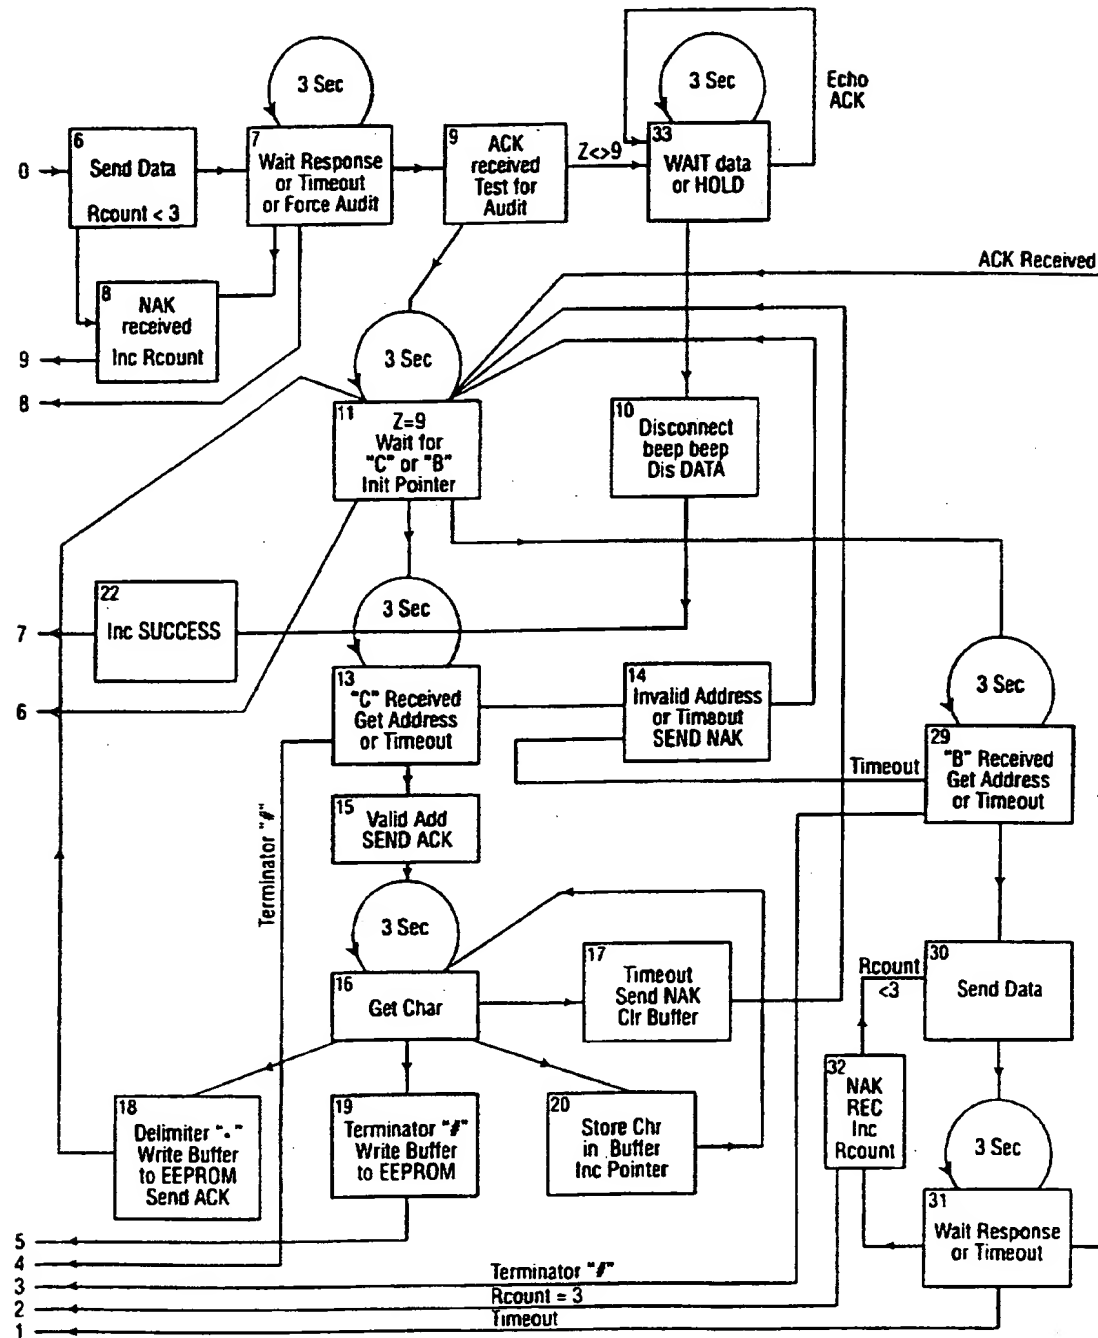 3 Sec
3 Sec
Echo
ACK
6
Send Data
Rcount < 3
7
Wait Response
or Timeout
or Force Audit
9
ACK
received
Test for
Audit
Z<>9
33
WAIT data
or HOLD
0
8
NAK
received
Inc Rcount
ACK Received
9
8
3 Sec
11
Z=9
Wait for
"C" or "B"
Init Pointer
10
Disconnect
beep beep
Dis DATA
22
Inc SUCCESS
7
6
3 Sec
13
"C" Received
Get Address
or Timeout
14
Invalid Address
or Timeout
SEND NAK
3 Sec
Timeout
29
"B" Received
Get Address
or Timeout
15
Valid Add
SEND ACK
Terminator "#"
3 Sec
16
Get Char
17
Timeout
Send NAK
Clr Buffer
Rcount
<3
30
Send Data
18
Delimiter "-"
Write Buffer
to EEPROM
Send ACK
19
Terminator "#"
Write Buffer
to EEPROM
20
Store Chr
in Buffer
Inc Pointer
32
NAK
REC
Inc
Rcount
3 Sec
31
Wait Response
or Timeout
5
4
3
Terminator "#"
2
Rcount = 3
1
Timeout